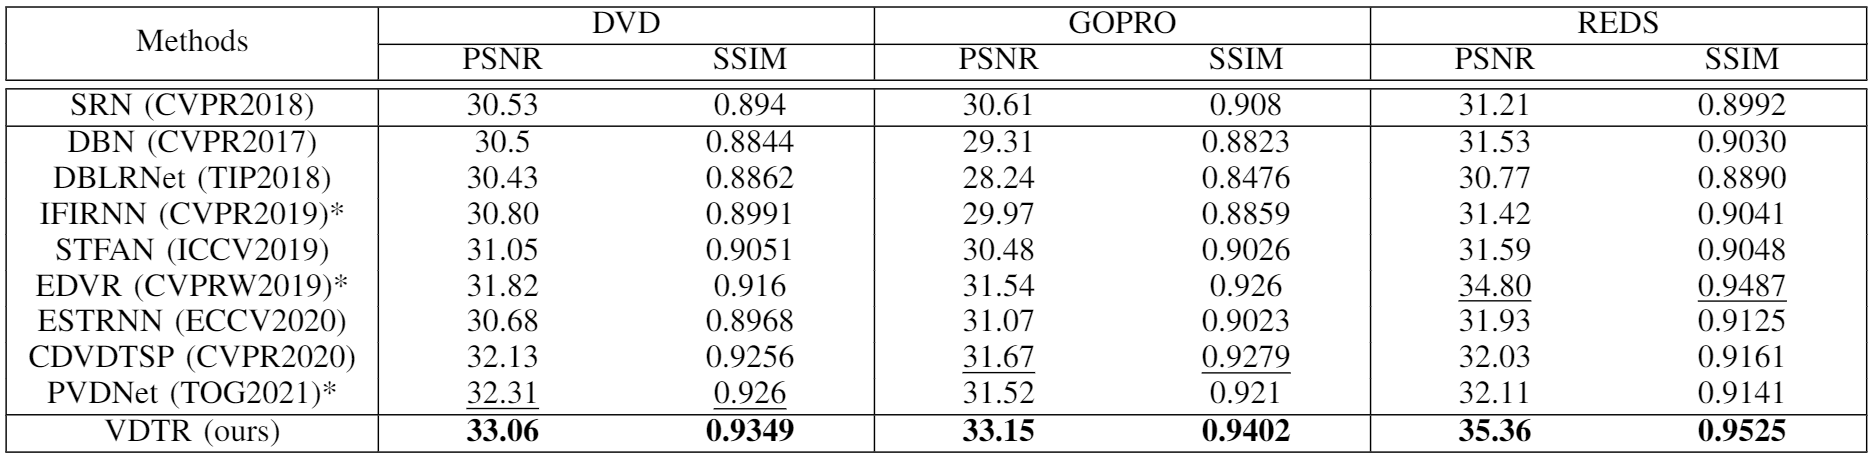 Methods DVD GOPRO REDS
PSNR SSIM PSNR SSIM PSNR SSIM
SRN (CVPR2018) 30.53 0.894 30.61 0.908 31.21 0.8992
DBN (CVPR2017) 30.5 0.8844 29.31 0.8823 31.53 0.9030
DBLRNet (TIP2018) 30.43 0.8862 28.24 0.8476 30.77 0.8890
IFIRNN (CVPR2019)* 30.80 0.8991 29.97 0.8859 31.42 0.9041
STFAN (ICCV2019) 31.05 0.9051 30.48 0.9026 31.59 0.9048
EDVR (CVPRW2019)* 31.82 0.916 31.54 0.926 34.80 0.9487
ESTRNN (ECCV2020) 30.68 0.8968 31.07 0.9023 31.93 0.9125
CDVDTSP (CVPR2020) 32.13 0.9256 31.67 0.9279 32.03 0.9161
PVDNet (TOG2021)* 32.31 0.926 31.52 0.921 32.11 0.9141
VDTR (ours) 33.06 0.9349 33.15 0.9402 35.36 0.9525